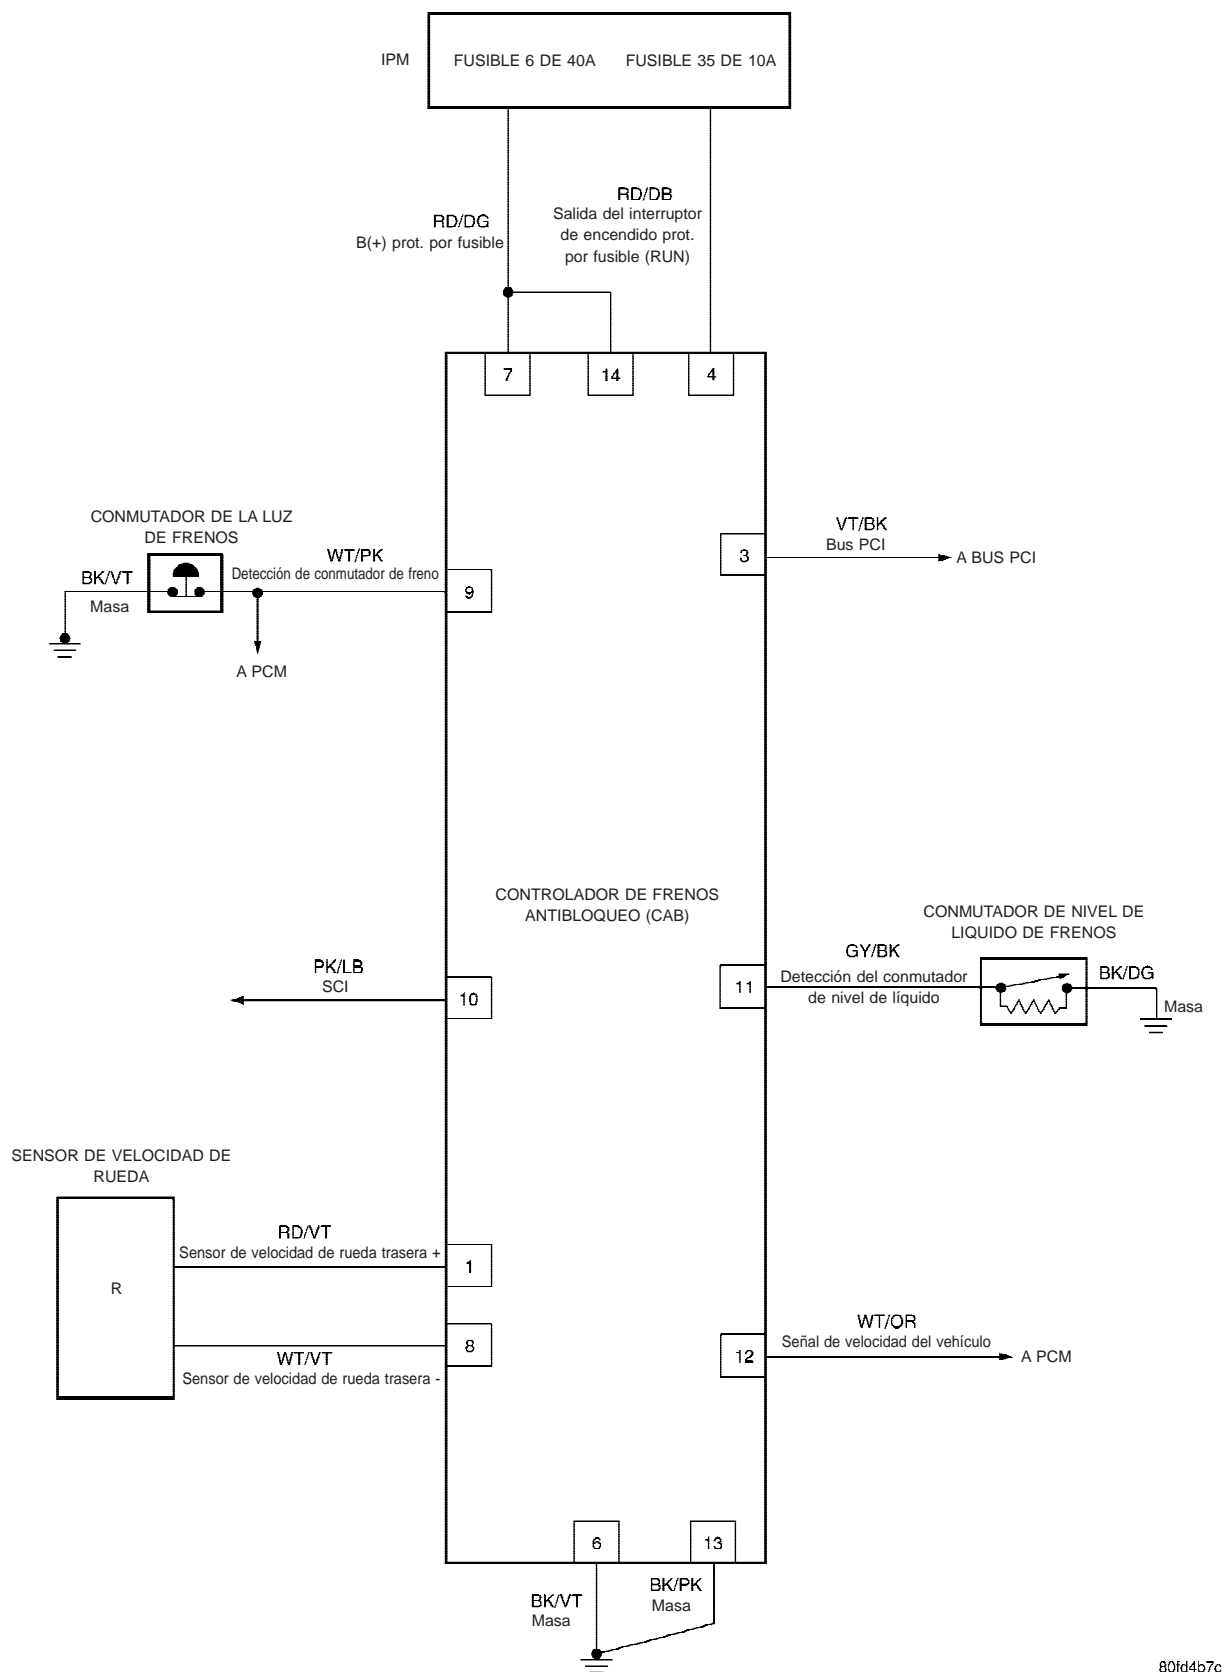 IPM
FUSIBLE 6 DE 40A
FUSIBLE 35 DE 10A
RD/DG
B(+) prot. por fusible
RD/DB
Salida del interruptor
de encendido prot.
por fusible (RUN)
7
14
4
CONMUTADOR DE LA LUZ
DE FRENOS
BK/VT
Masa
WT/PK
Detección de conmutador de freno
9
A PCM
3
VT/BK
Bus PCI
A BUS PCI
CONTROLADOR DE FRENOS
ANTIBLOQUEO (CAB)
PK/LB
SCI
10
11
GY/BK
Detección del conmutador
de nivel de líquido
CONMUTADOR DE NIVEL DE
LIQUIDO DE FRENOS
BK/DG
Masa
SENSOR DE VELOCIDAD DE
RUEDA
R
RD/VT
Sensor de velocidad de rueda trasera +
1
8
WT/VT
Sensor de velocidad de rueda trasera -
12
WT/OR
Señal de velocidad del vehículo
A PCM
6
13
BK/VT
Masa
BK/PK
Masa
80fd4b7c